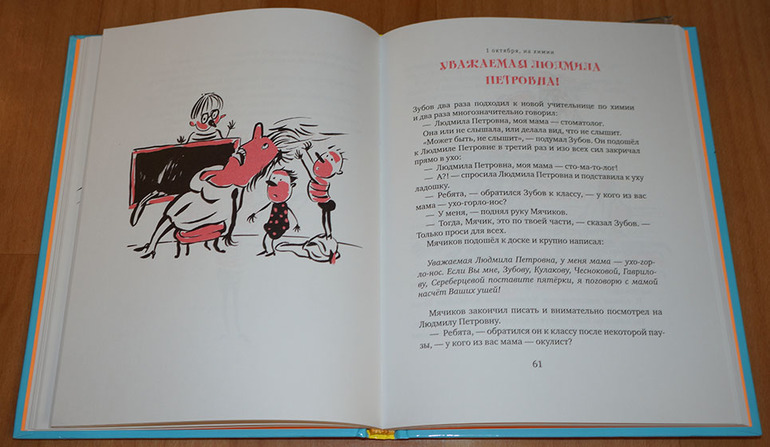 1 октября, на химии
УВАЖАЕМАЯ ЛЮДМИЛА
ПЕТРОВНА!
Зубов два раза подходил к новой учительнице по химии
и два раза многозначительно говорил:
— Людмила Петровна, моя мама — стоматолог.
Она или не слышала, или делала вид, что не слышит.
«Может быть, не слышит», — подумал Зубов. Он подошёл
к Людмиле Петровне в третий раз и изо всех сил закричал
прямо в ухо:
— Людмила Петровна, моя мама — сто-ма-то-лог!
— А?! — спросила Людмила Петровна и подставила к уху
ладошку.
— Ребята, — обратился Зубов к классу, — у кого из вас
мама — ухо-горло-нос?
— У меня, — поднял руку Мячиков.
— Тогда, Мячик, это по твоей части, — сказал Зубов. —
Только проси для всех.
Мячиков подошёл к доске и крупно написал:
Уважаемая Людмила Петровна, у меня мама — ухо-гор-
ло-нос. Если Вы мне, Зубову, Кулакову, Чесноковой, Гаврило-
ву, Сереберцевой поставите пятёрки, я поговорю с мамой
насчёт Ваших ушей!
Мячиков закончил писать и внимательно посмотрел на
Людмилу Петровну.
— Ребята, — обратился он к классу после некоторой пау-
зы, — у кого из вас мама — окулист?
61